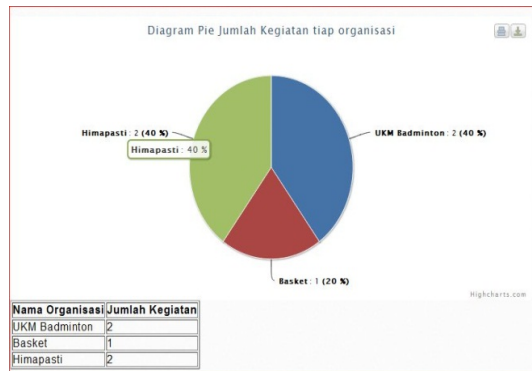 Diagram Pie Jumlah Kegiatan tiap organisasi
Himapasti : 2 (40 %)
UKM Badminton : 2 (40 %)
Himapasti : 40 %
Basket : 1 (20 %)
Highcharts.com
Nama Organisasi Jumlah Kegiatan
UKM Badminton 2
Basket 1
Himapasti 2